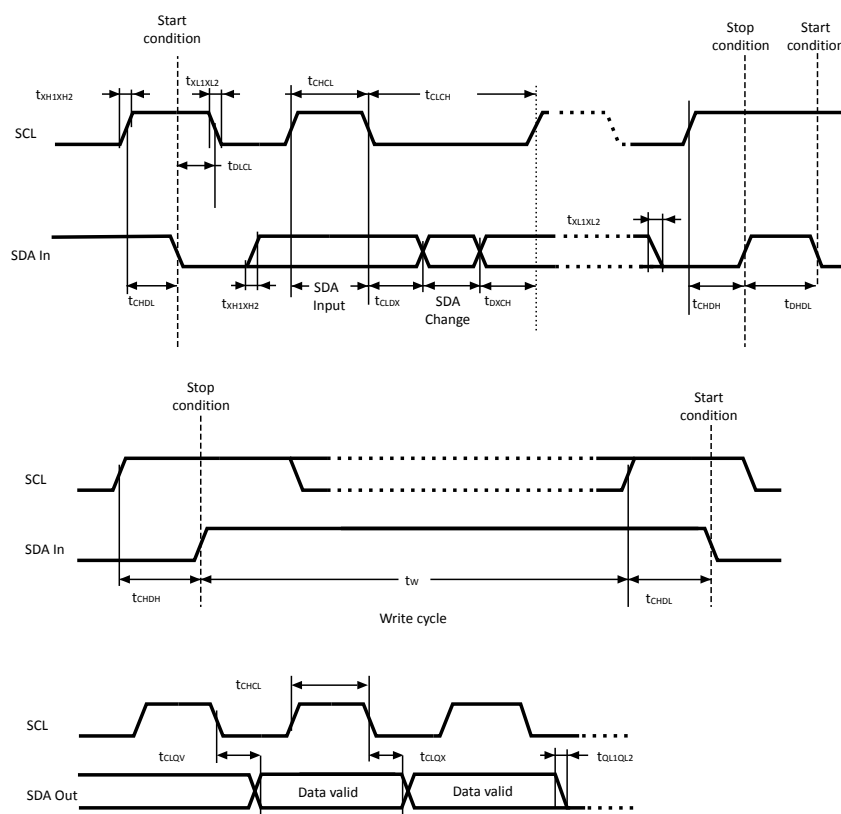 Start
condition
Stop
condition
Start
condition
tXH1XH2
tXL1XL2
tCHCL
tCLCH
SCL
tDLCL
tXL1XL2
SDA In
tCHDL
tXH1XH2
SDA
Input
tCLDX
SDA
Change
tDXCH
tCHDH
tDHDL
Stop
condition
Start
condition
SCL
SDA In
tCHDH
tW
tCHDL
Write cycle
tCHCL
SCL
tCLQV
tCLQX
tQL1QL2
SDA Out
Data valid
Data valid